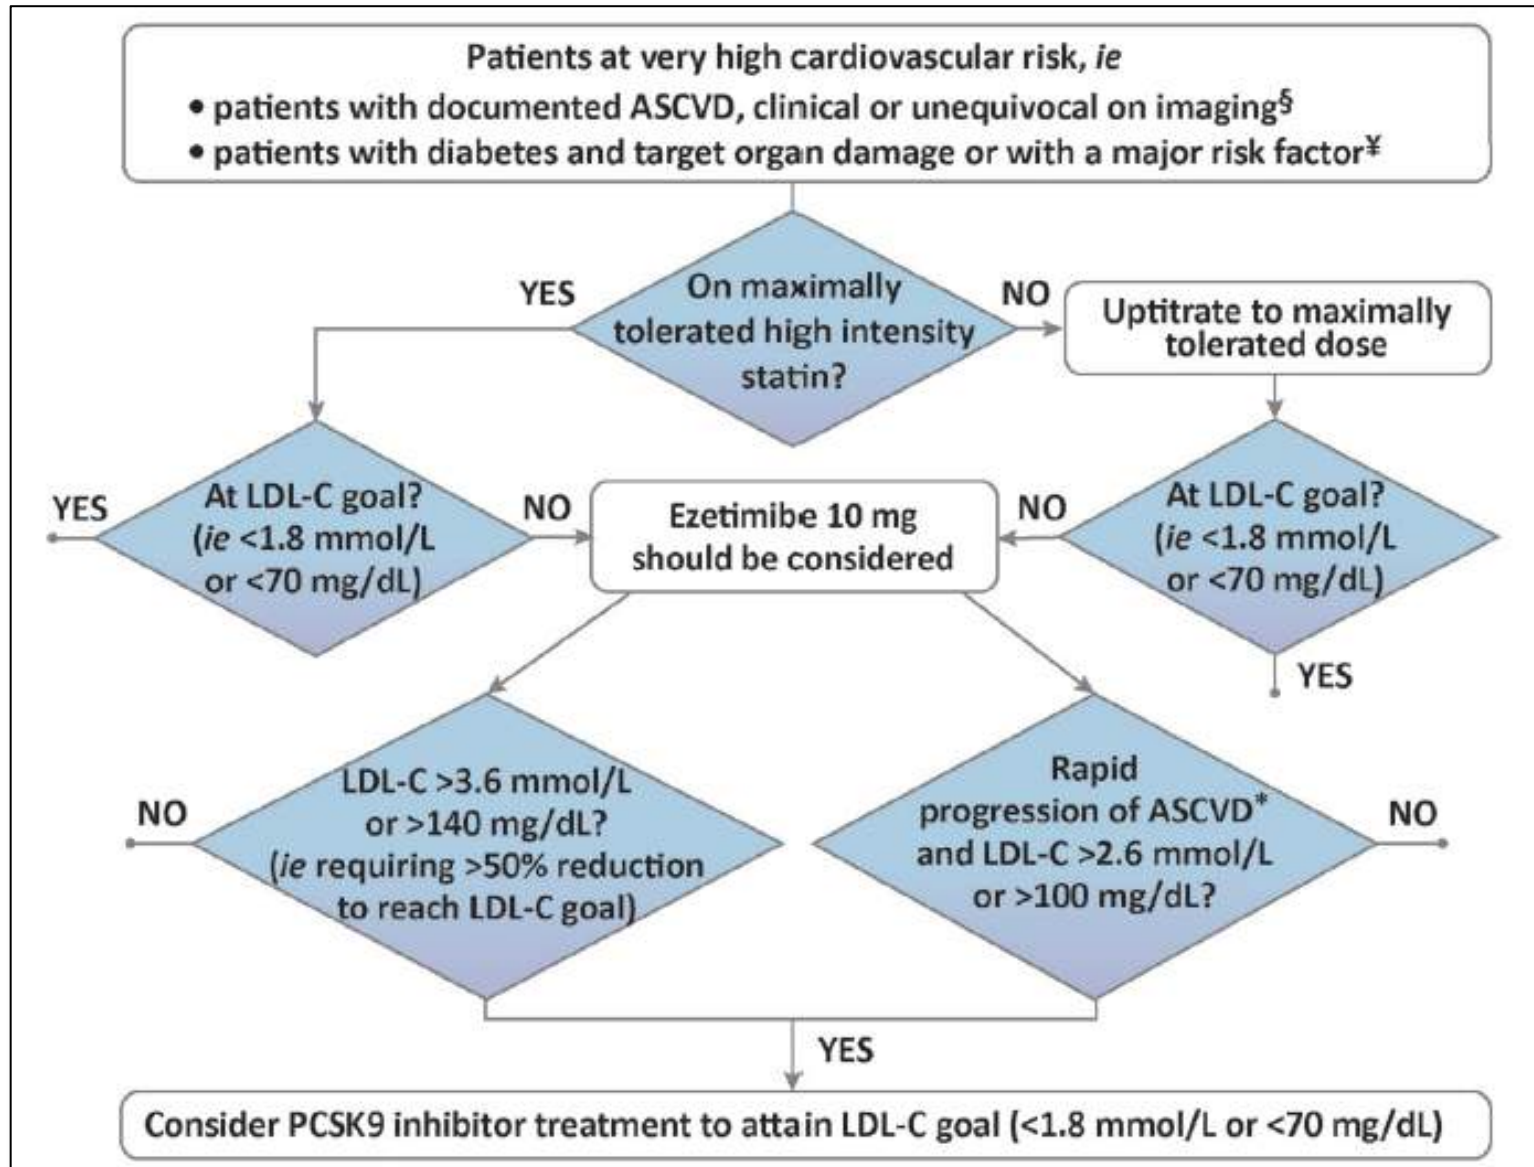 Patients at very high cardiovascular risk, ie
• patients with documented ASCVD, clinical or unequivocal on imaging§
• patients with diabetes and target organ damage or with a major risk factor¥
YES
On maximally
tolerated high intensity
statin?
NO
Uptitrate to maximally
tolerated dose
YES
At LDL-C goal?
(ie <1.8 mmol/L
or <70 mg/dL)
NO
Ezetimibe 10 mg
should be considered
NO
At LDL-C goal?
(ie <1.8 mmol/L
or <70 mg/dL)
YES
NO
LDL-C >3.6 mmol/L
or >140 mg/dL?
(ie requiring >50% reduction
to reach LDL-C goal)
Rapid
progression of ASCVD*
and LDL-C >2.6 mmol/L
or >100 mg/dL?
NO
YES
Consider PCSK9 inhibitor treatment to attain LDL-C goal (<1.8 mmol/L or <70 mg/dL)